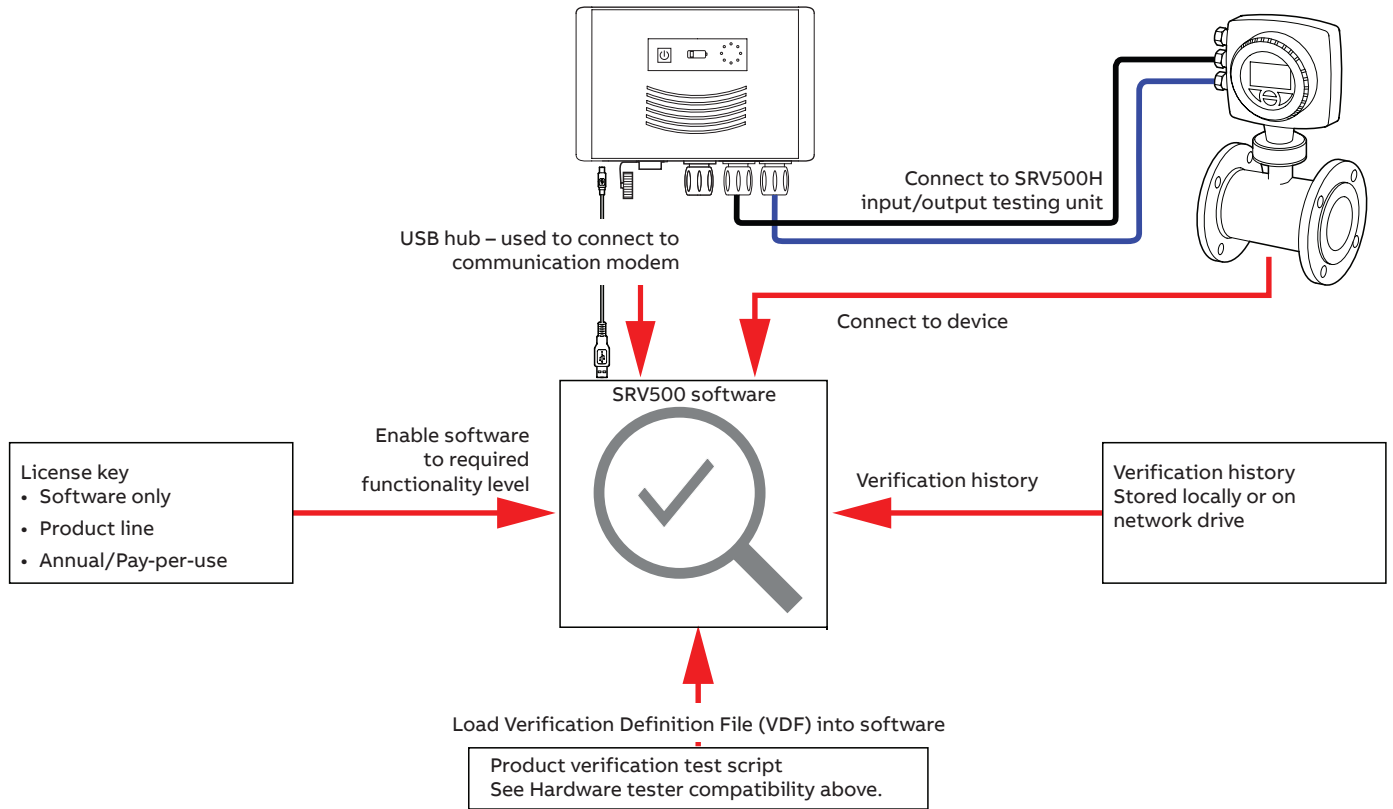 Connect to SRV500H
input/output testing unit
USB hub – used to connect to
communication modem
Connect to device
SRV500 software
Enable software
to required
functionality level
License key
• Software only
• Product line
• Annual/Pay-per-use
Verification history
Verification history
Stored locally or on
network drive
Load Verification Definition File (VDF) into software
Product verification test script
See Hardware tester compatibility above.